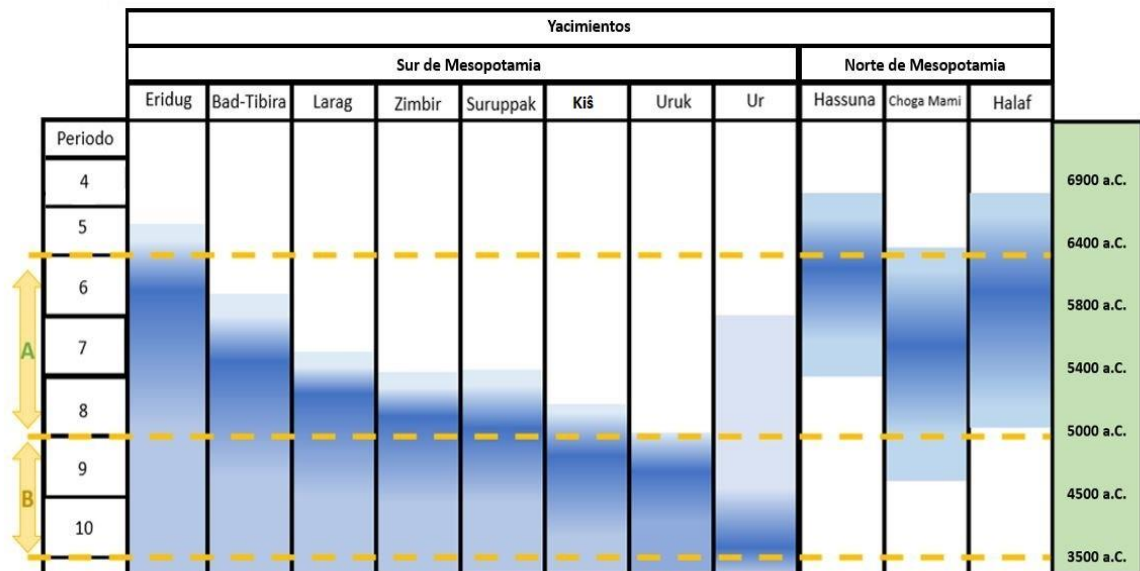 Yacimientos
Sur de Mesopotamia Norte de Mesopotamia
Eridug Bad-Tibira Larag Zimbir Suruppak Kiŝ Uruk Ur Hassuna Choga Mami Halaf
Periodo
4 6900 a.C.
5 6400 a.C.
6 5800 a.C.
A 7 5400 a.C.
8 5000 a.C.
9 4500 a.C.
B 10 3500 a.C.